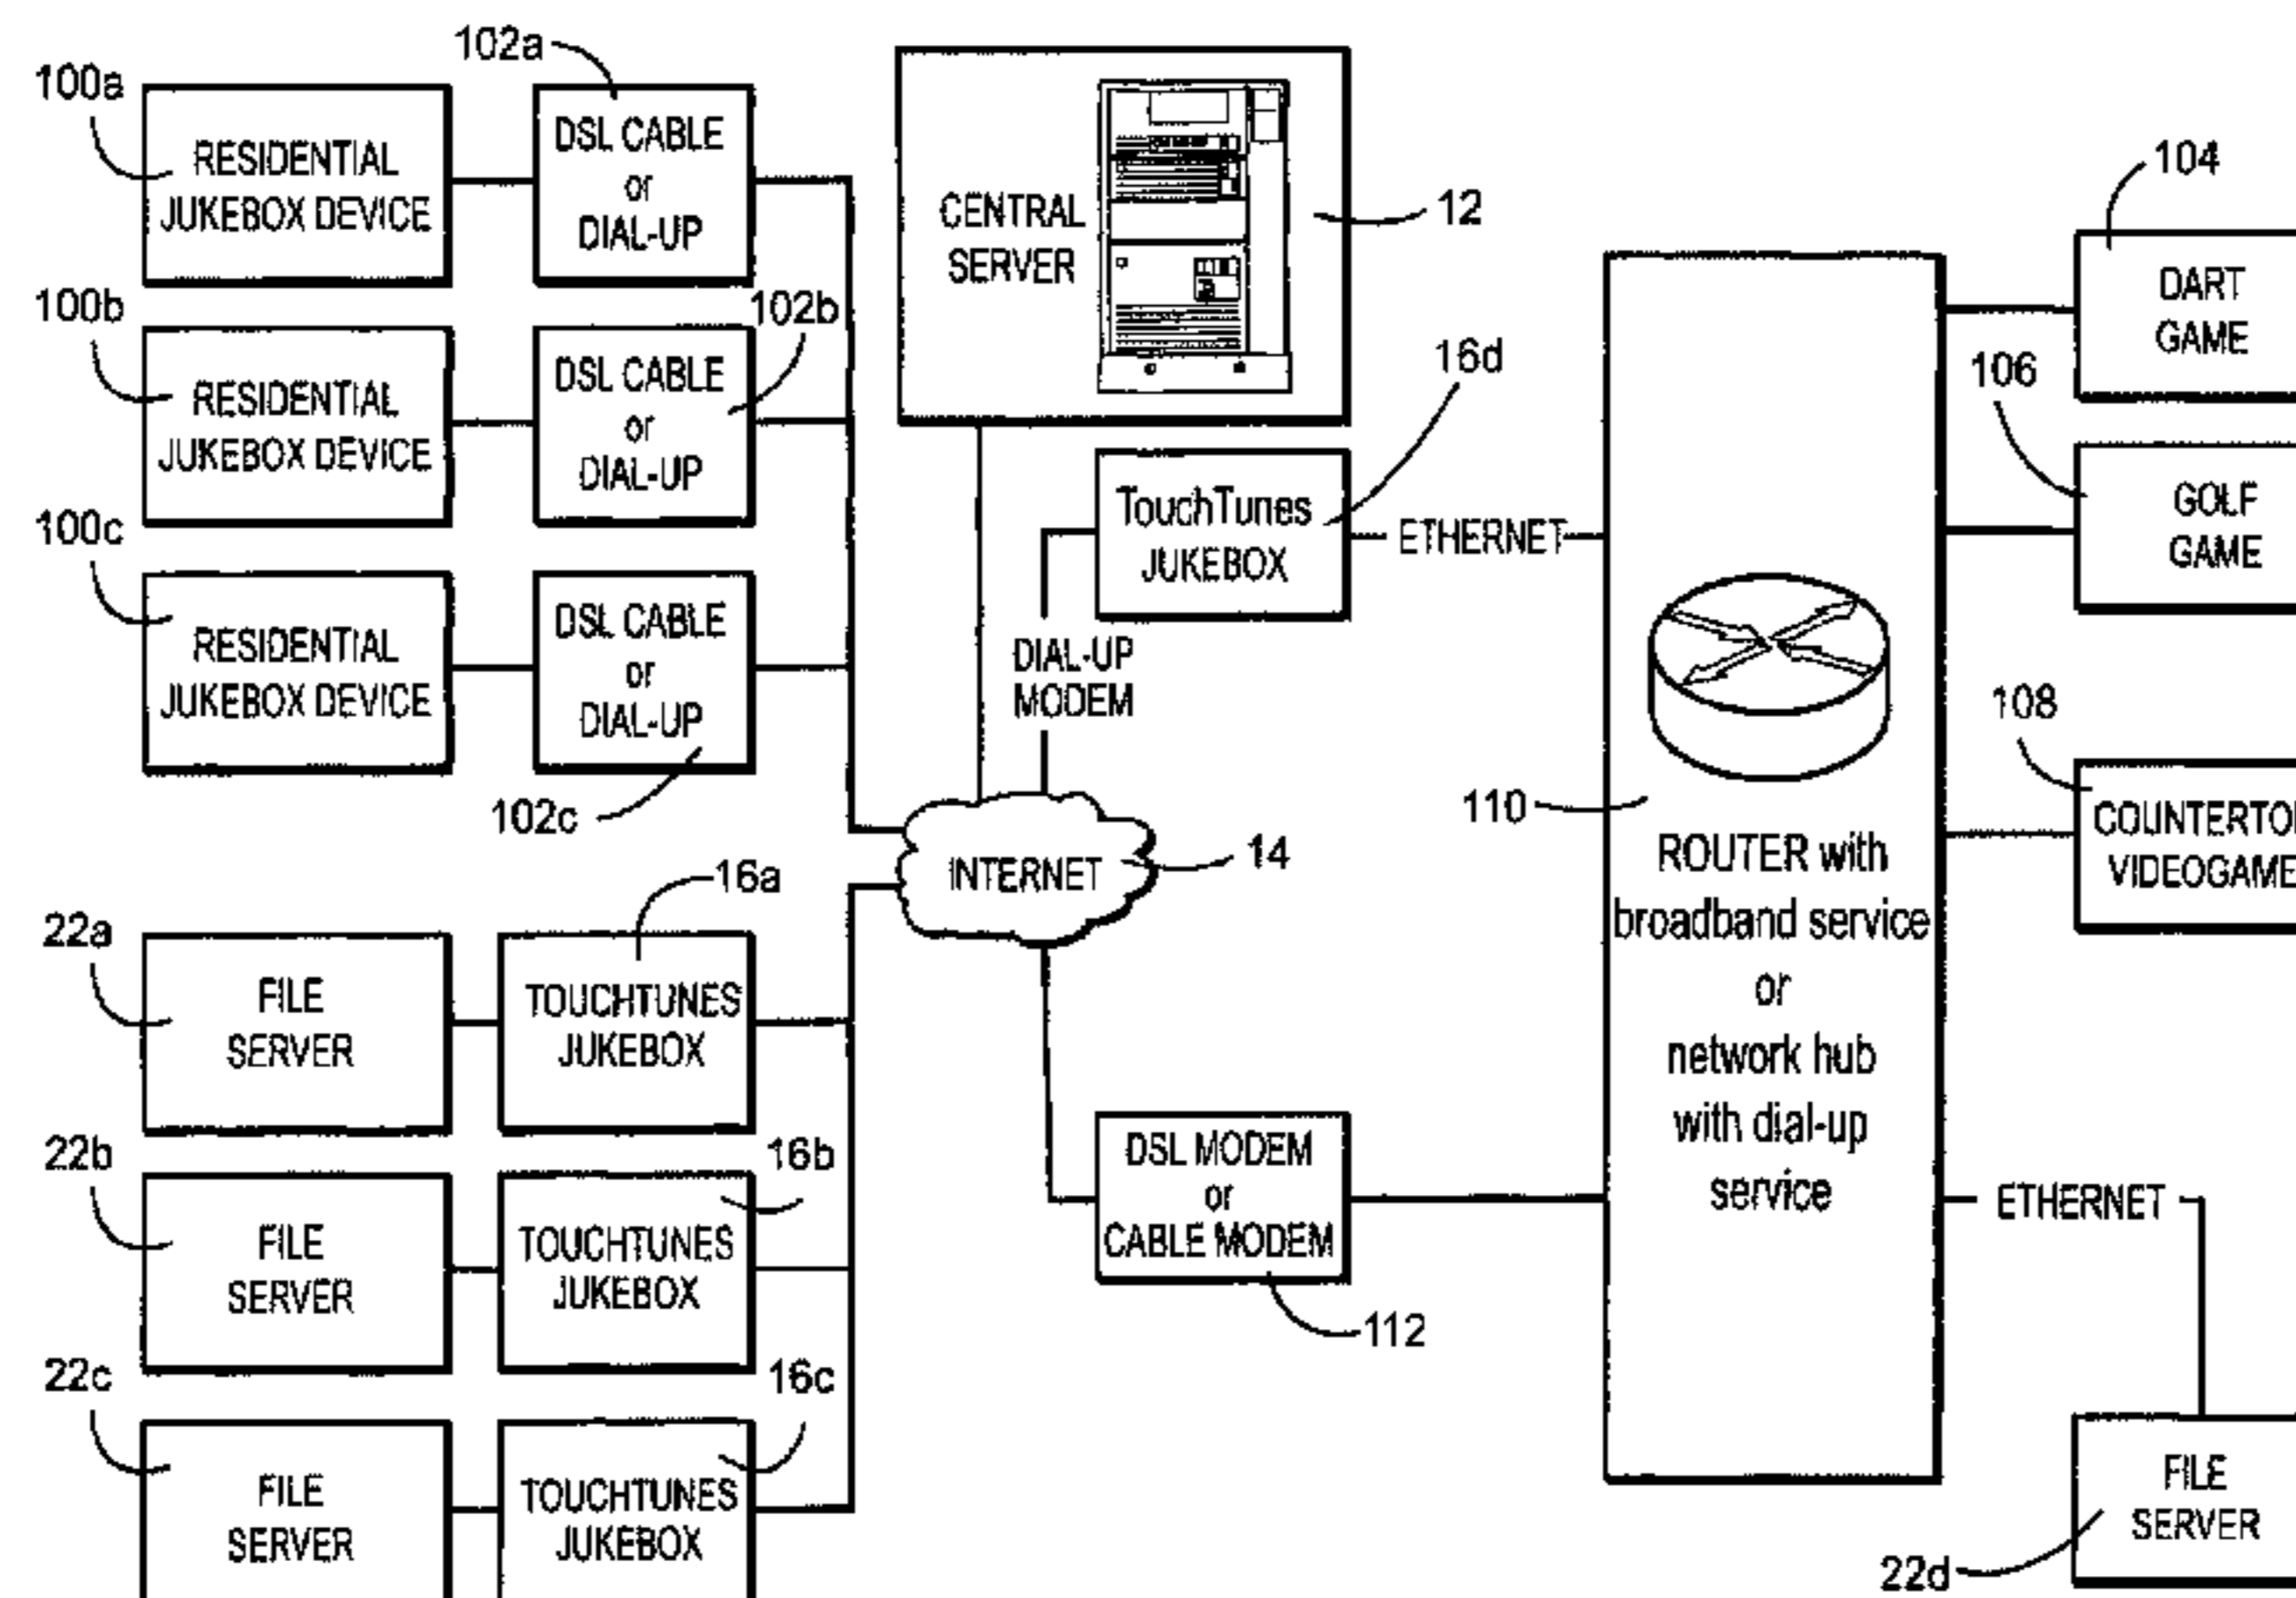 102a
100a
RESIDENTIAL
JUKEBOX DEVICE
DSL CABLE
or
DIAL-UP
100b
RESIDENTIAL
JUKEBOX DEVICE
102b
DSL CABLE
or
DIAL-UP
100c
RESIDENTIAL
JUKEBOX DEVICE
DSL CABLE
or
DIAL-UP
102c
CENTRAL
SERVER
12
16d
TouchTunes
JUKEBOX
ETHERNET
DIAL-UP
MODEM
INTERNET
14
22a
FILE
SERVER
16a
TOUCHTUNES
JUKEBOX
22b
FILE
SERVER
16b
TOUCHTUNES
JUKEBOX
22c
FILE
SERVER
16c
TOUCHTUNES
JUKEBOX
DSL MODEM
or
CABLE MODEM
112
110
ROUTER with
broadband service
or
network hub
with dial-up
service
104
DART
GAME
106
GOLF
GAME
108
COUNTERTO
VIDEOGAME
ETHERNET
FILE
SERVER
22d